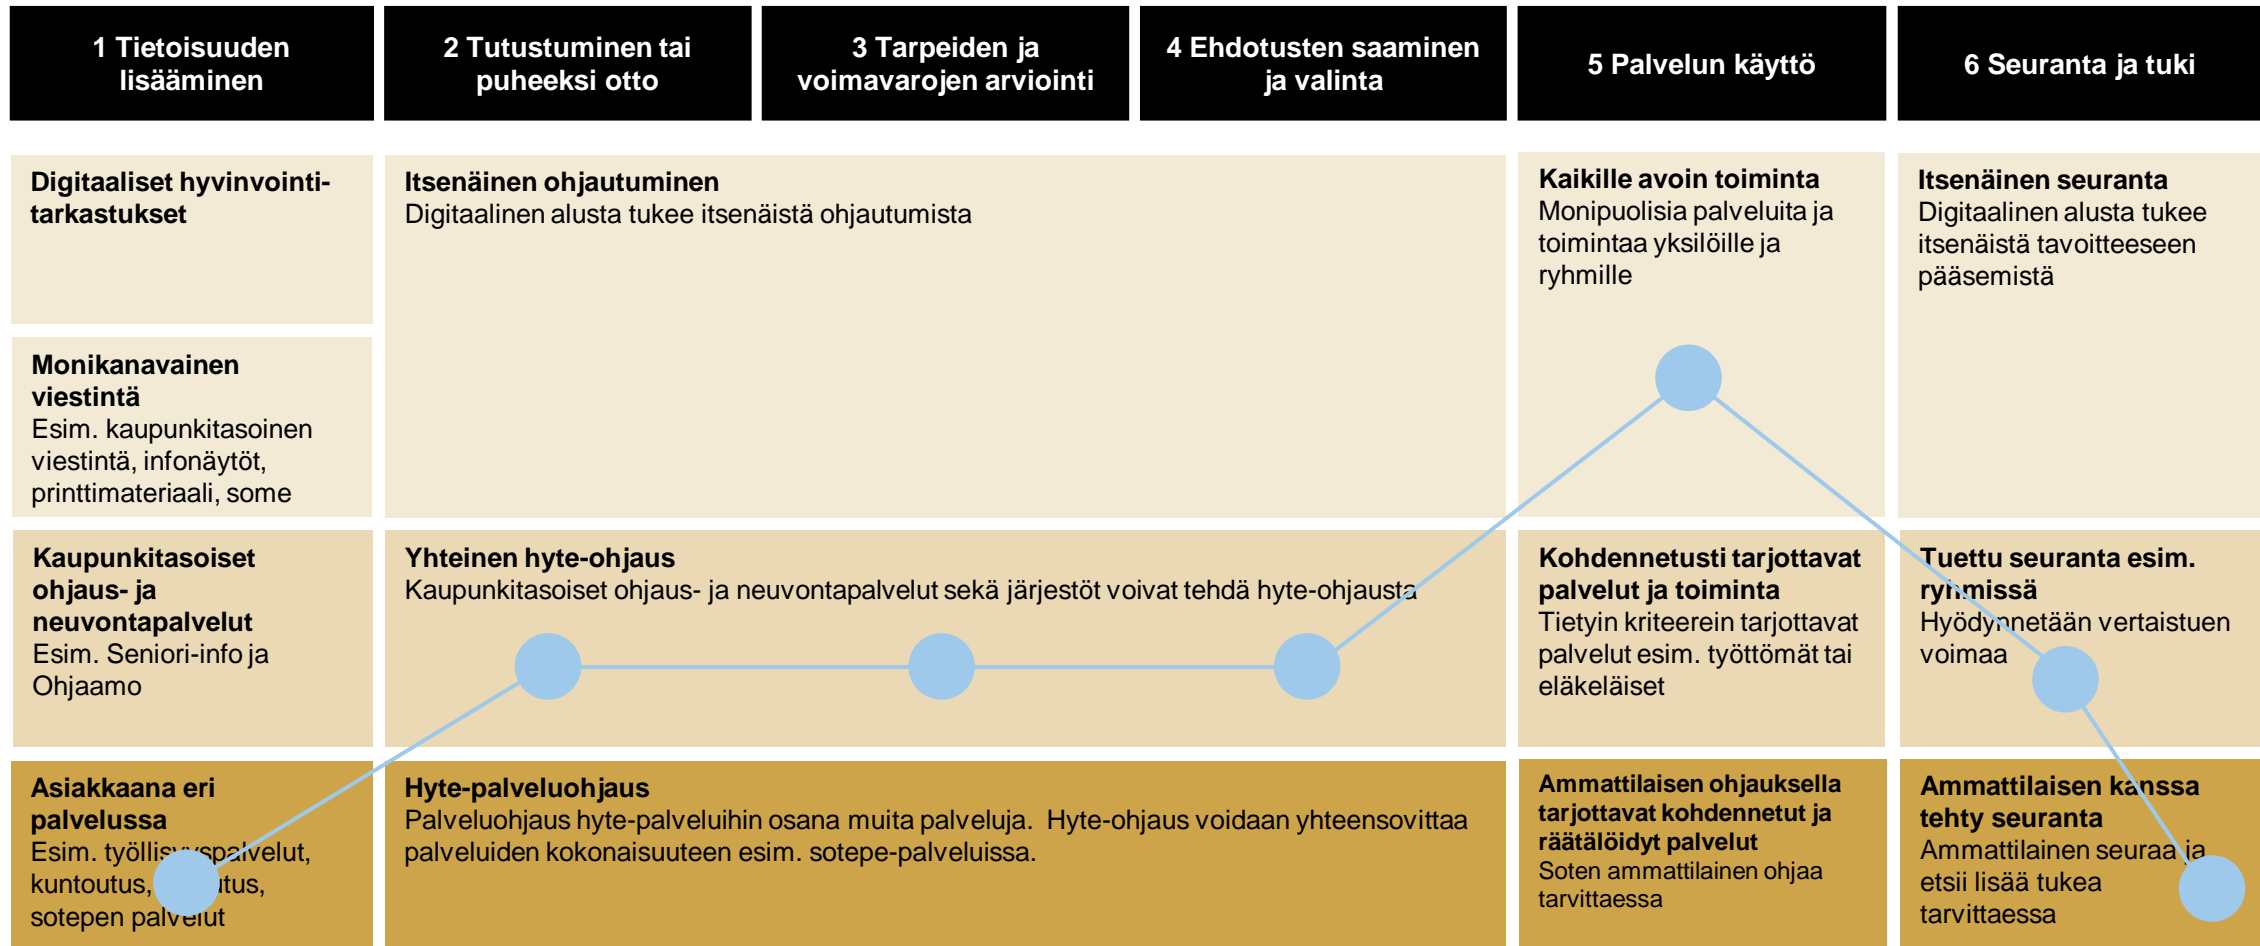 1 Tietoisuuden
lisääminen
2 Tutustuminen tai
puheeksi otto
3 Tarpeiden ja
voimavarojen arviointi
4 Ehdotusten saaminen
ja valinta
5 Palvelun käyttö
6 Seuranta ja tuki
Digitaaliset hyvinvointi-
tarkastukset
Itsenäinen ohjautuminen
Digitaalinen alusta tukee itsenäistä ohjautumista
Kaikille avoin toiminta
Monipuolisia palveluita ja
toimintaa yksilöille ja
ryhmille
Itsenäinen seuranta
Digitaalinen alusta tukee
itsenäistä tavoitteeseen
pääsemistä
Monikanavainen
viestintä
Esim. kaupunkitasoinen
viestintä, infonäytöt,
printtimateriaali, some
Kaupunkitasoiset
ohjaus- ja
neuvontapalvelut
Esim. Seniori-info ja
Ohjaamo
Yhteinen hyte-ohjaus
Kaupunkitasoiset ohjaus- ja neuvontapalvelut sekä järjestöt voivat tehdä hyte-ohjausta
Kohdennetusti tarjottavat
palvelut ja toiminta
Tietyin kriteerein tarjottavat
palvelut esim. työttömät tai
eläkeläiset
Tuettu seuranta esim.
ryhmissä
Hyödynnetään vertaistuen
voimaa
Asiakkaana eri
palvelussa
Esim. työllisyyspalvelut,
kuntoutus,
sotepen palvelut
Hyte-palveluohjaus
Palveluohjaus hyte-palveluihin osana muita palveluja. Hyte-ohjaus voidaan yhteensovittaa
palveluiden kokonaisuuteen esim. sotepe-palveluissa.
Ammattilaisen ohjauksella
tarjottavat kohdennetut ja
räätälöidyt palvelut
Soten ammattilainen ohjaa
tarvittaessa
Ammattilaisen kanssa
tehty seuranta
Ammattilainen seuraa ja
etsii lisää tukea
tarvittaessa